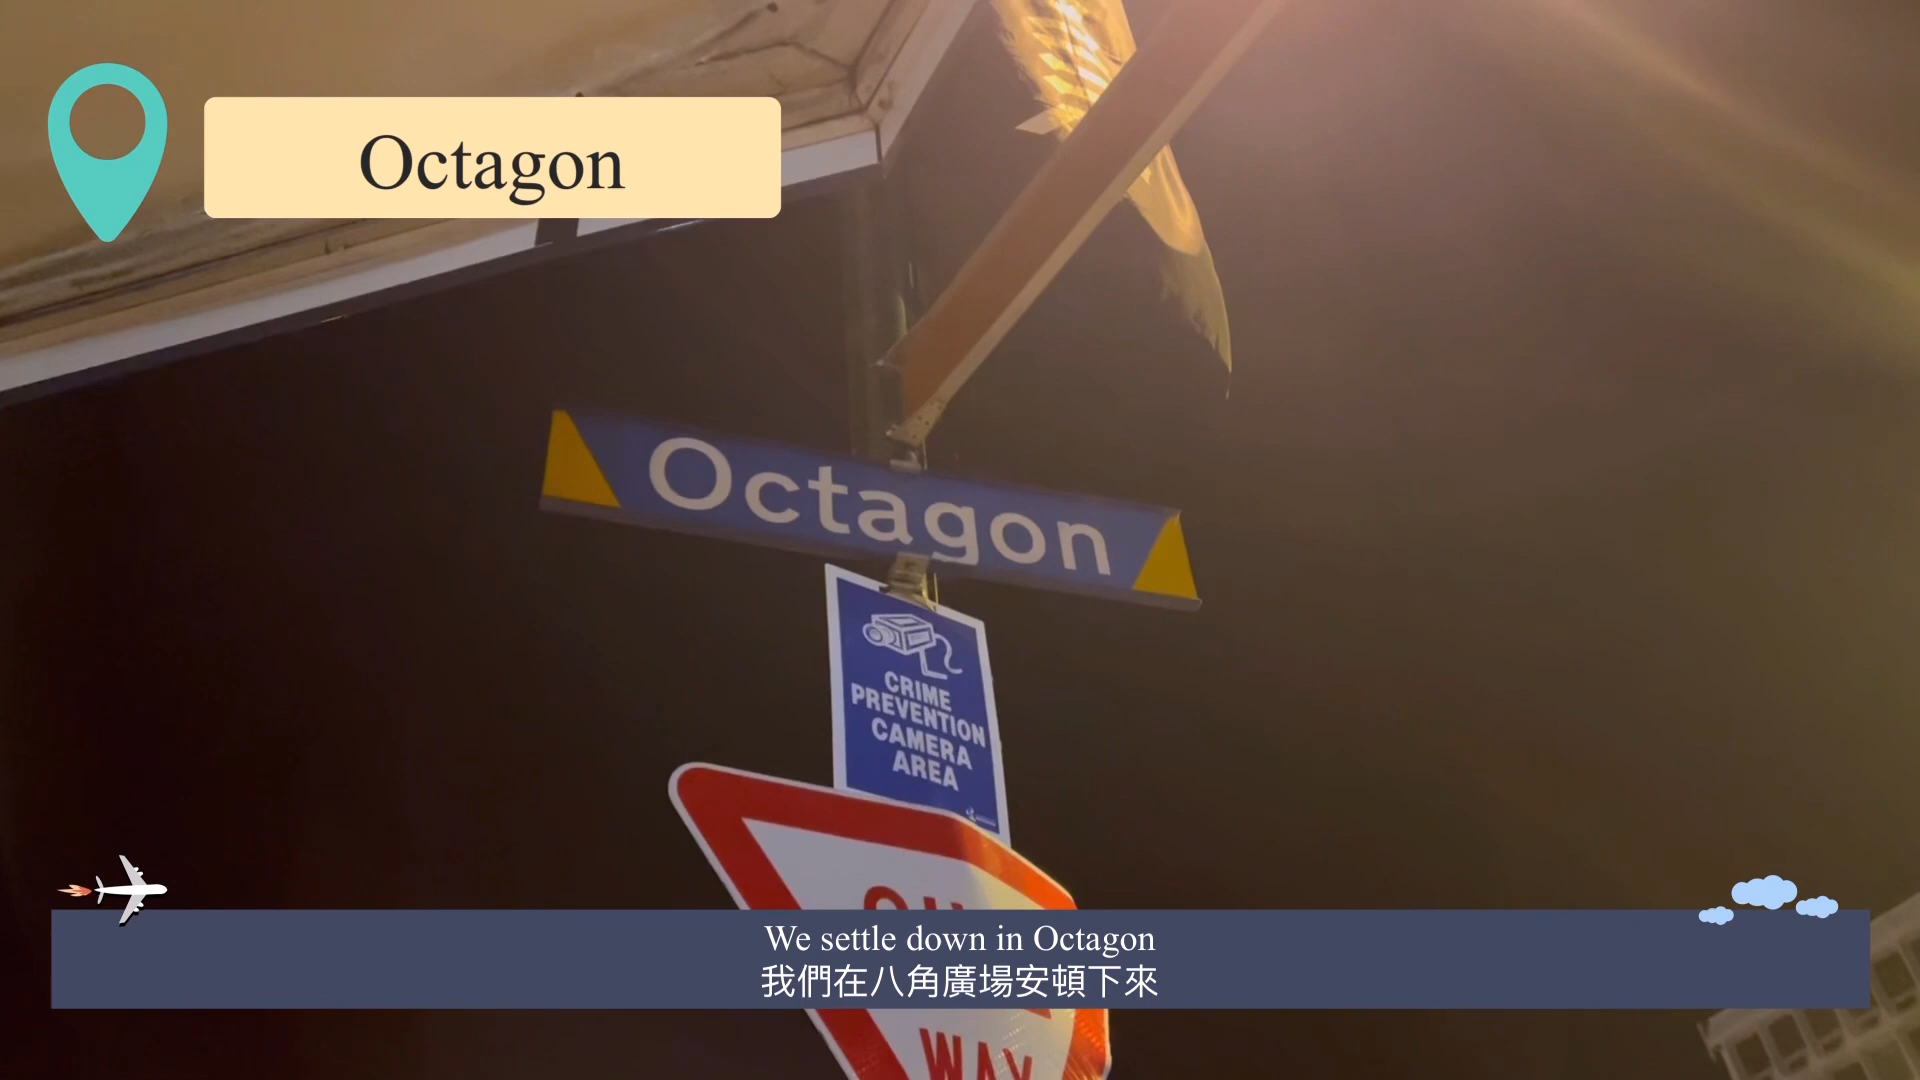 Octagon
Octagon
CRIME
PREVENTION
CAMERA
AREA
WAY
We settle down in Octagon
我們在八角廣場安頓下來